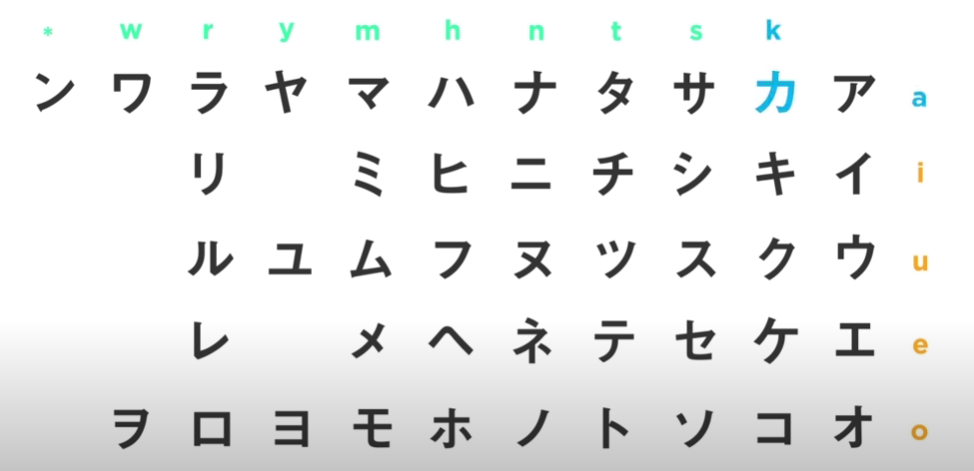 * w r y m h n t s k
ン ワ ラ ヤ マ ハ ナ タ サ カ ア a
リ ミ ヒ ニ チ シ キ イ i
ル ユ ム フ ヌ ツ ス ク ウ u
レ メ ヘ ネ テ セ ケ エ e
ヲ ロ ヨ モ ホ ノ ト ソ コ オ o